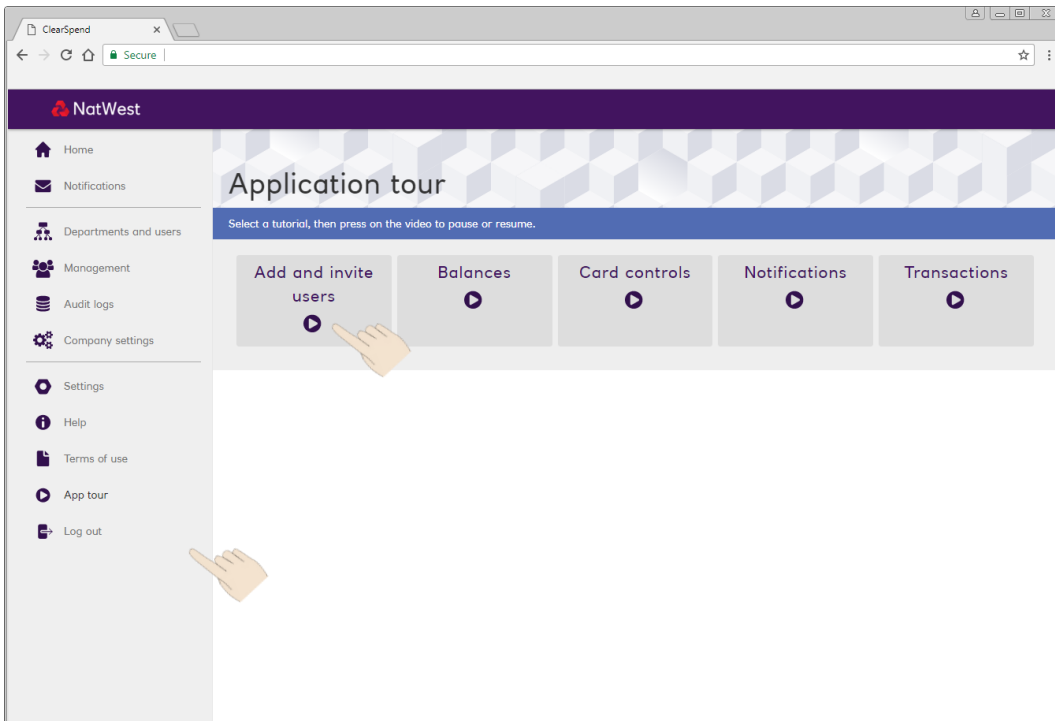 ClearSpend
Secure
NatWest
Home
Notifications
Departments and users
Management
Audit logs
Company settings
Settings
Help
Terms of use
App tour
Log out
Application tour
Select a tutorial, then press on the video to pause or resume.
Add and invite
users
Balances
Card controls
Notifications
Transactions